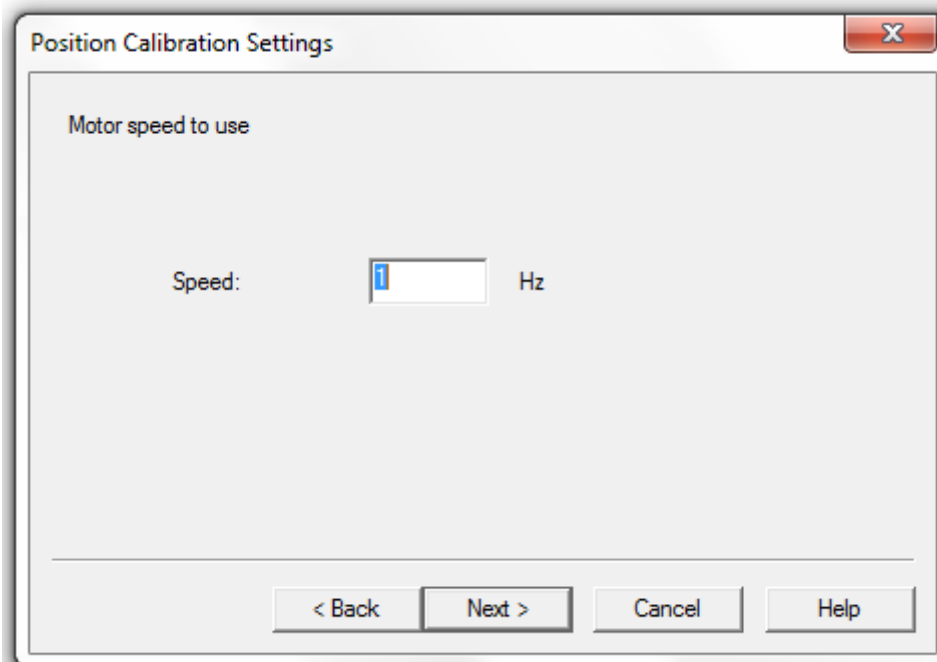 Position Calibration Settings
Motor speed to use
Speed: 1 Hz
< Back Next > Cancel Help